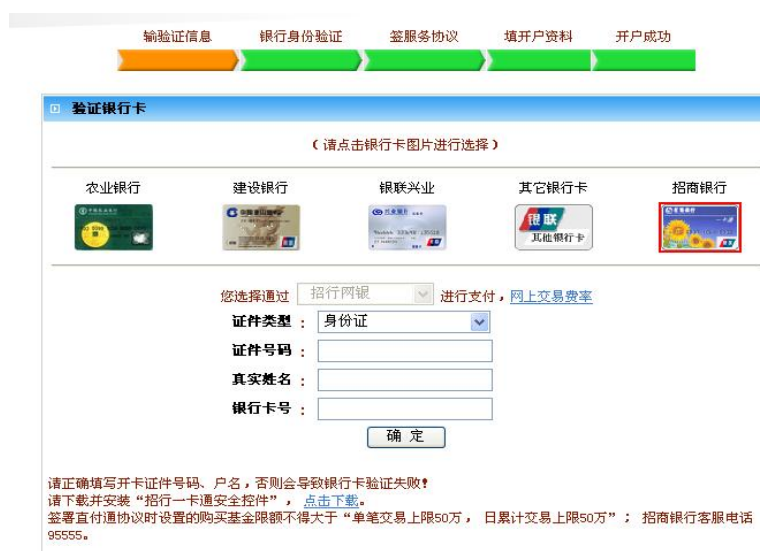 输验证信息 银行身份验证 签服务协议 填开户资料 开户成功
验证银行卡
(请点击银行卡图片进行选择)
农业银行 建设银行 银联兴业 其它银行卡 招商银行
银联
其他银行卡
您选择通过 招行网银 进行支付，网上交易费率
证件类型： 身份证
证件号码：
真实姓名：
银行卡号：
确 定
请正确填写开卡证件号码、户名，否则会导致银行卡验证失败！
请下载并安装“招行一卡通安全控件”， 点击下载。
签署直付通协议时设置的购买基金限额不得大于“单笔交易上限50万， 日累计交易上限50万”； 招商银行客服电话
95555。